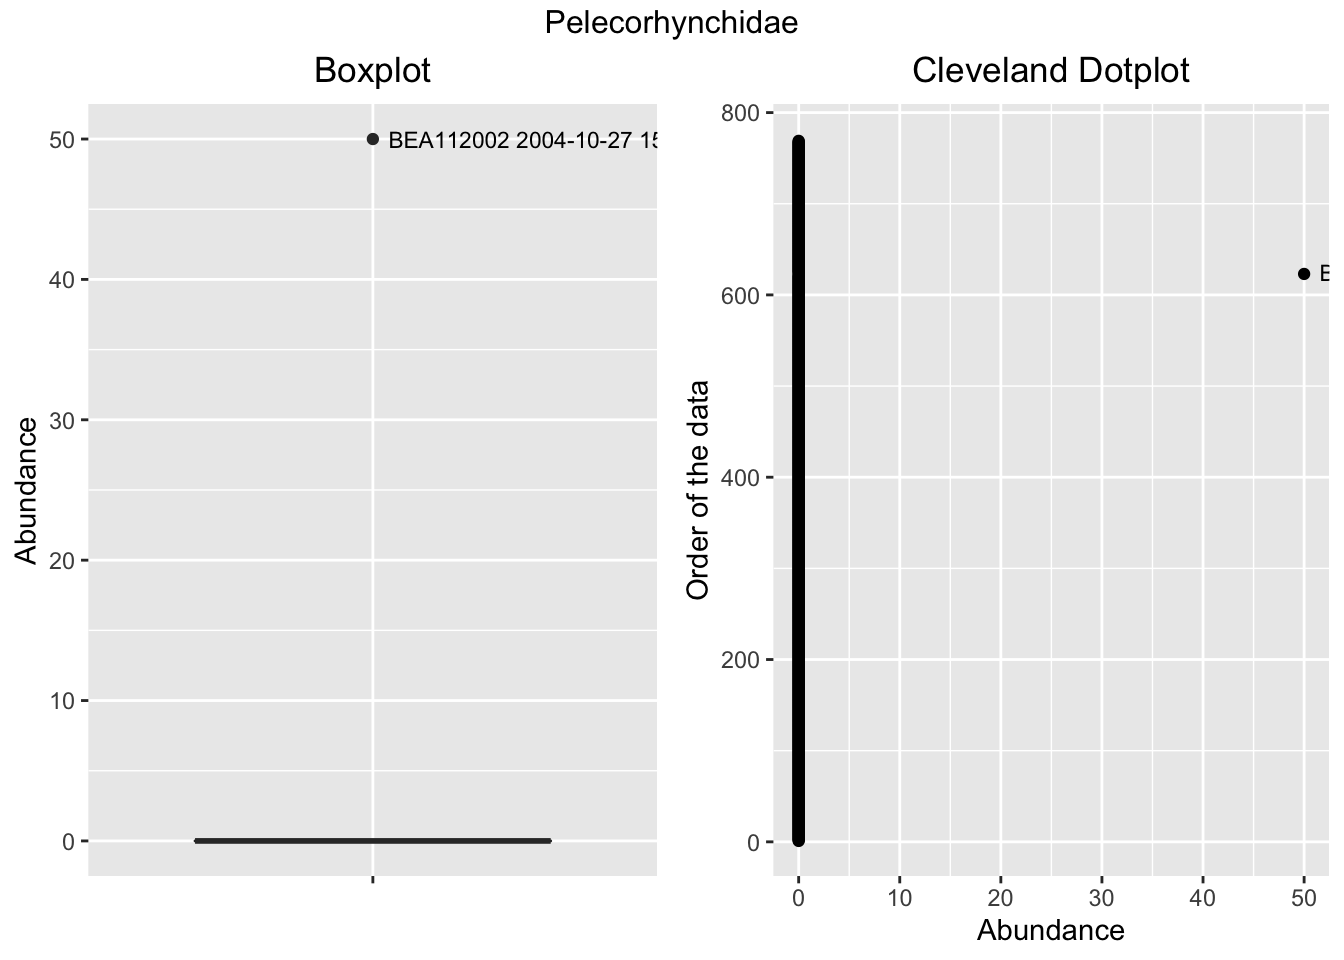 Pelecorhynchidae
Boxplot
Abundance
50
40
30
20
10
0
BEA112002 2004-10-27 15
Cleveland Dotplot
Order of the data
800
600
400
200
0
0 10 20 30 40 50
Abundance